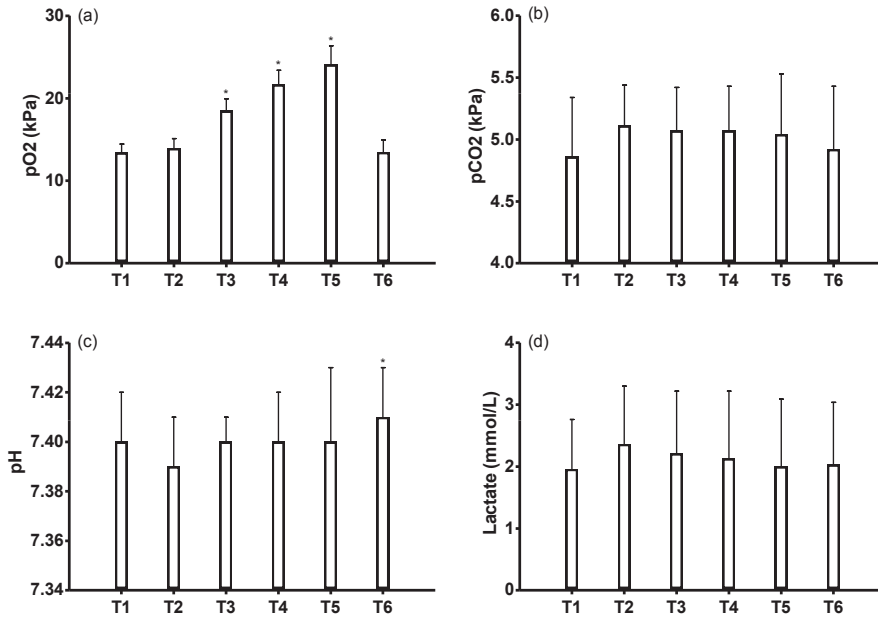 (a)
30
20
10
0
pO2 (kPa)
* * *
T1 T2 T3 T4 T5 T6
(b)
6.0
5.5
5.0
4.5
4.0
pCO2 (kPa)
T1 T2 T3 T4 T5 T6
(c)
7.44
7.42
7.40
7.38
7.36
7.34
pH
*
T1 T2 T3 T4 T5 T6
(d)
4
3
2
1
0
Lactate (mmol/L)
T1 T2 T3 T4 T5 T6